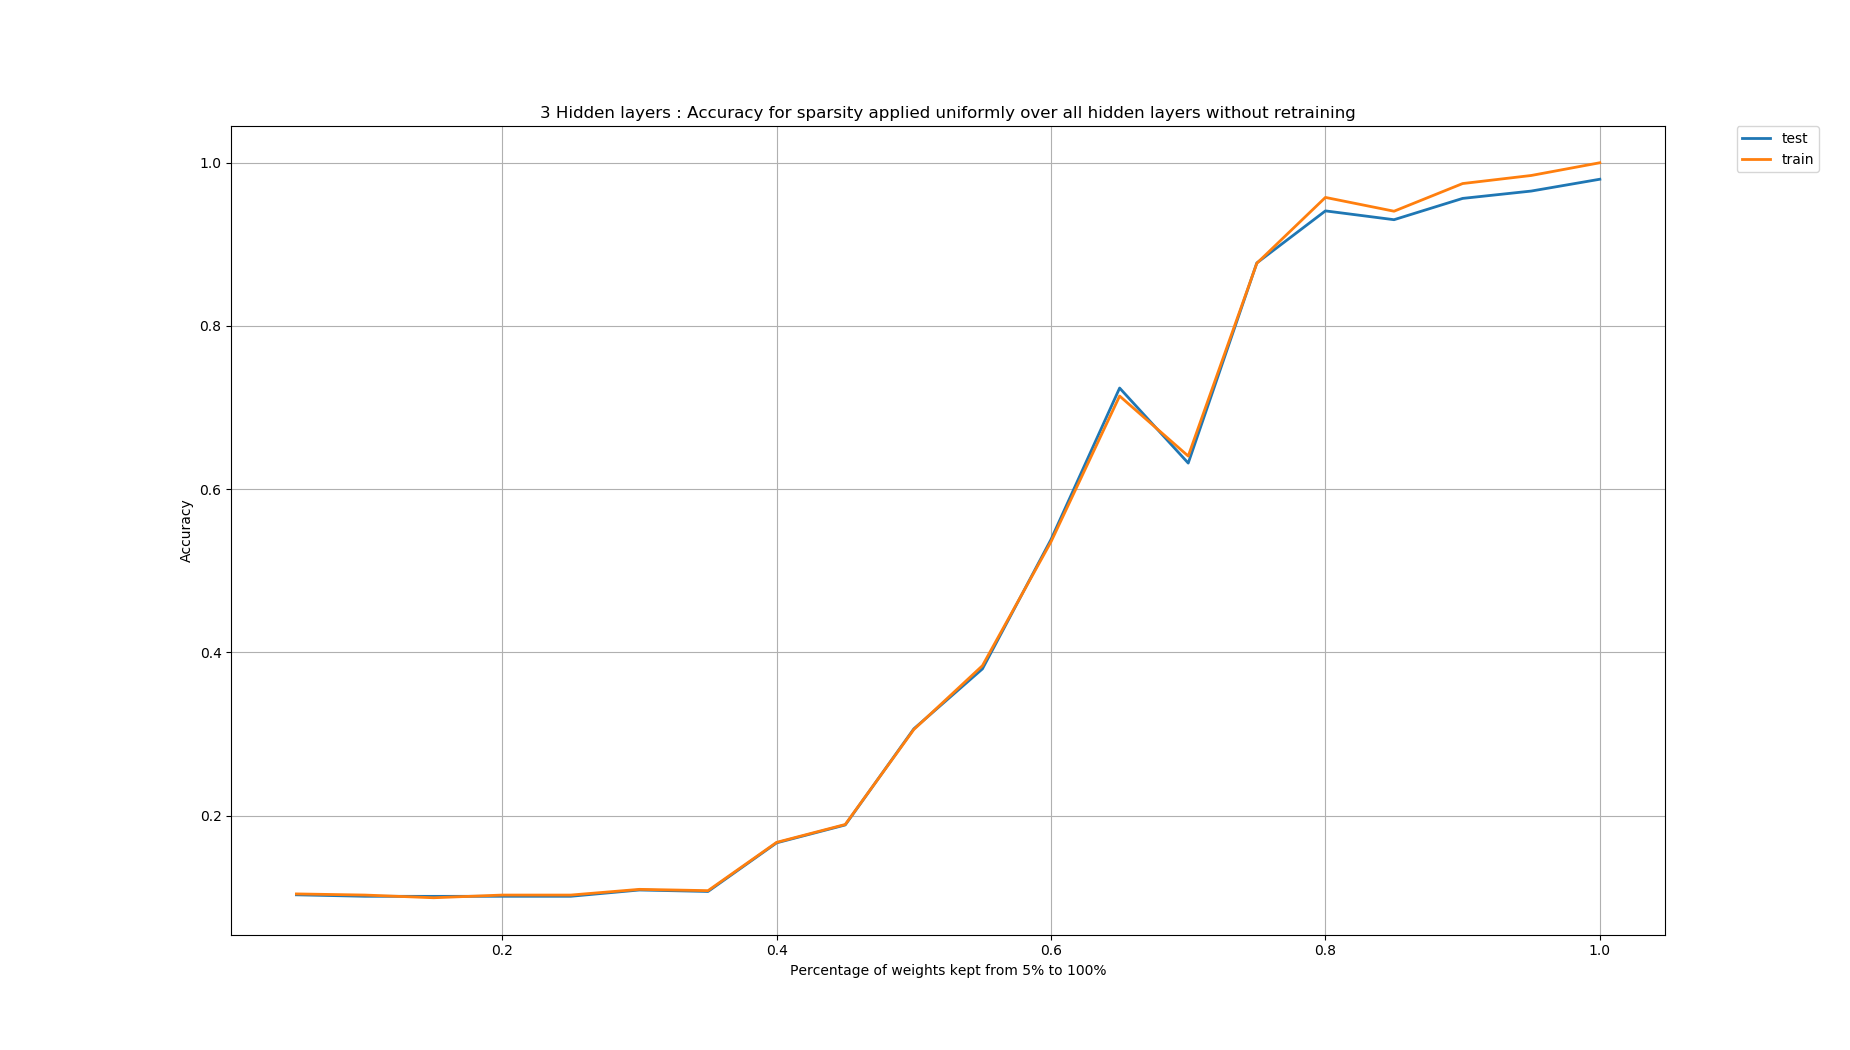 3 Hidden layers : Accuracy for sparsity applied uniformly over all hidden layers without retraining
test
train
1.0
0.8
0.6
0.4
0.2
Accuracy
0.2 0.4 0.6 0.8 1.0
Percentage of weights kept from 5% to 100%